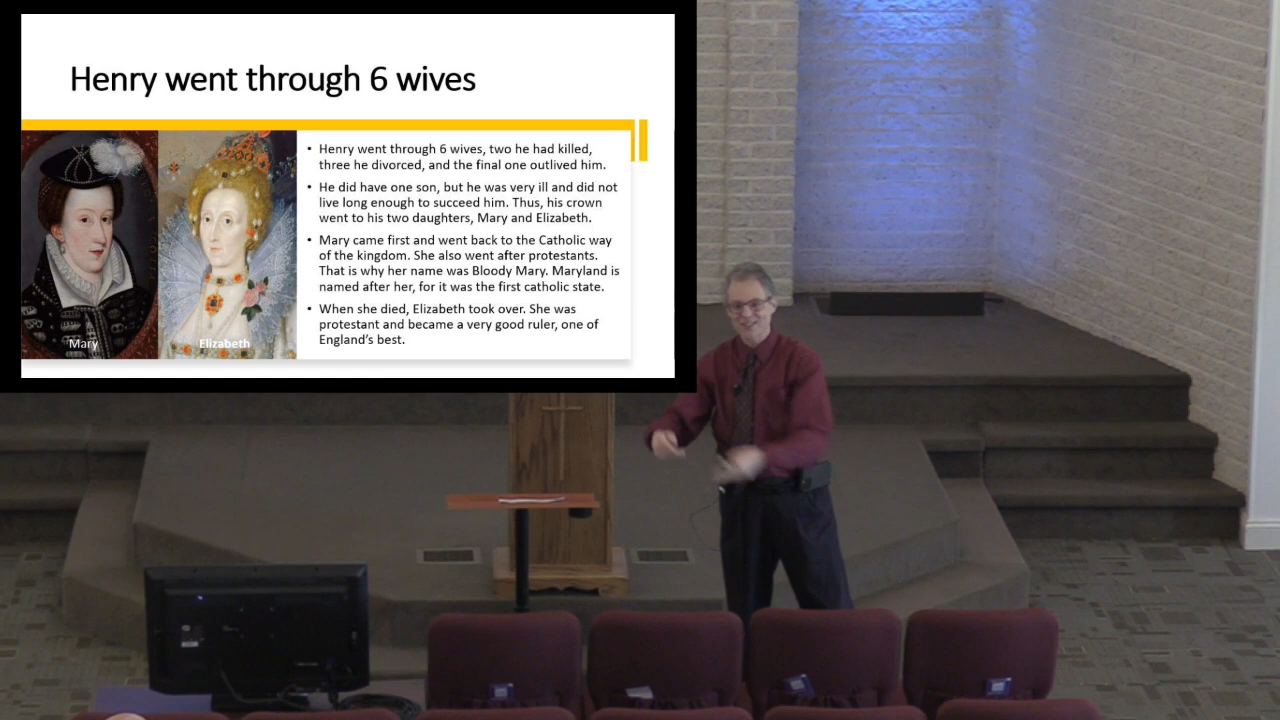 Henry went through 6 wives
• Henry went through 6 wives, two he had killed,
three he divorced, and the final one outlived him.
• He did have one son, but he was very ill and did not
live long enough to succeed him. Thus, his crown
went to his two daughters, Mary and Elizabeth.
• Mary came first and went back to the Catholic way
of the kingdom. She also went after protestants.
That is why her name was Bloody Mary. Maryland is
named after her, for it was the first catholic state.
• When she died, Elizabeth took over. She was
protestant and became a very good ruler, one of
England's best.
Mary
Elizabeth